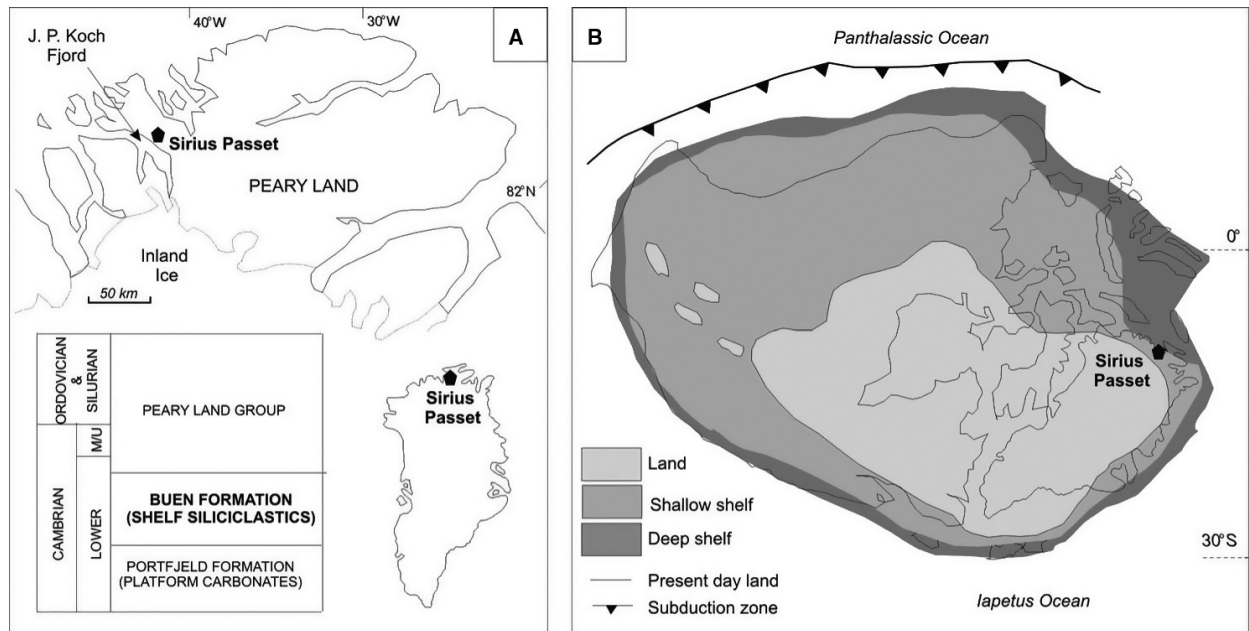 40°W
30°W
A
J. P. Koch
Fjord
Sirius Passet
PEARY LAND
82°N
Inland
Ice
50 km
ORDOVICIAN
&
SILURIAN
PEARY LAND GROUP
M/U
CAMBRIAN
LOWER
BUEN FORMATION
(SHELF SILICICLASTICS)
PORTFJELD FORMATION
(PLATFORM CARBONATES)
Sirius
Passet
B
Panthalassic Ocean
0°
Sirius
Passet
Land
Shallow shelf
Deep shelf
30°S
Present day land
Subduction zone
Iapetus Ocean